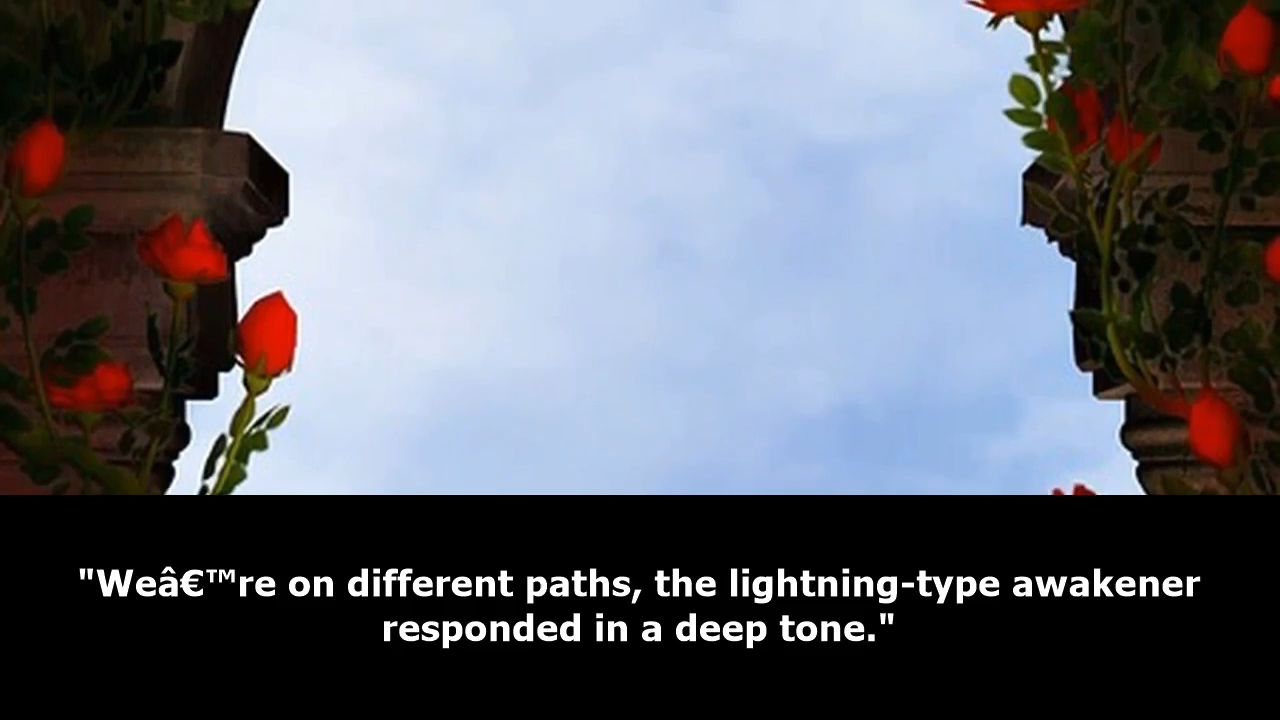 "Weâ€™re on different paths, the lightning-type awakener
responded in a deep tone."